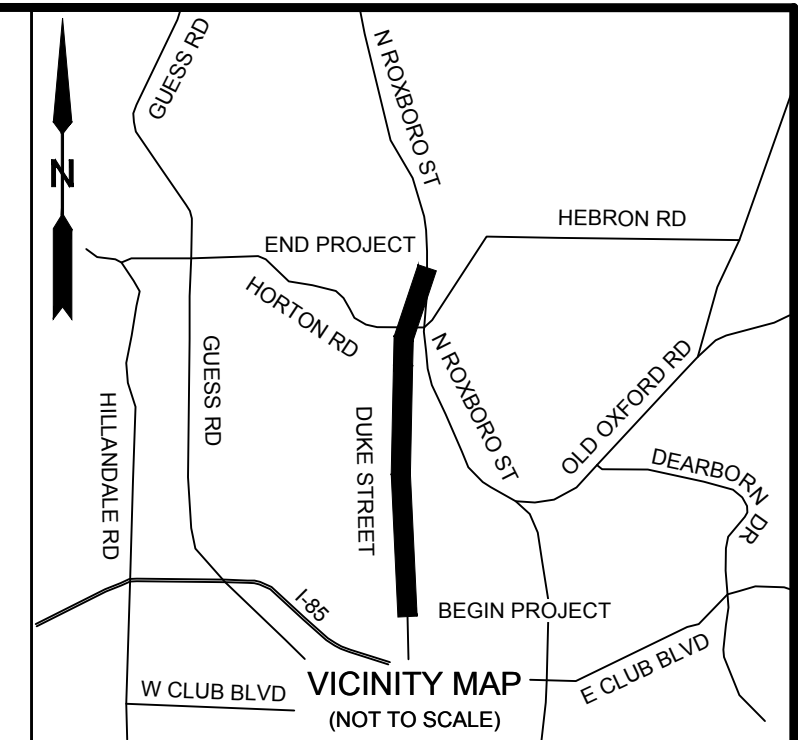 GUESS RD
N ROXBORO ST
N
HEBRON RD
END PROJECT
HORTON RD
GUESS RD
N ROXBORO ST
OLD OXFORD RD
HILLANDALE RD
DUKE STREET
DEARBORN DR
I-85
BEGIN PROJECT
E CLUB BLVD
W CLUB BLVD
VICINITY MAP
(NOT TO SCALE)